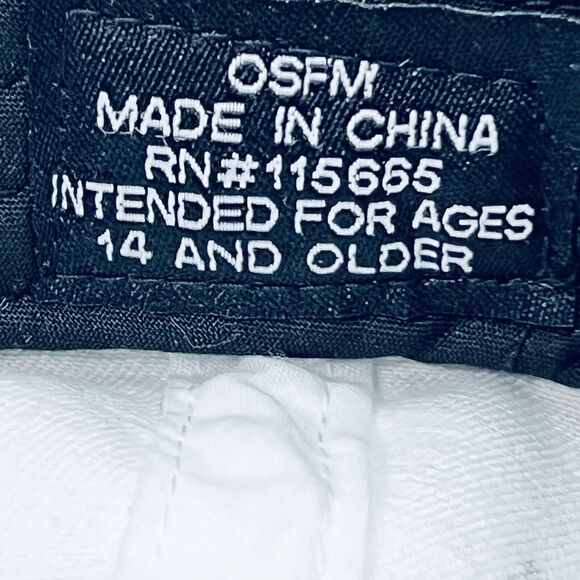 OSFM
MADE IN CHINA
RN#115665
INTENDED FOR AGES
14 AND OLDER